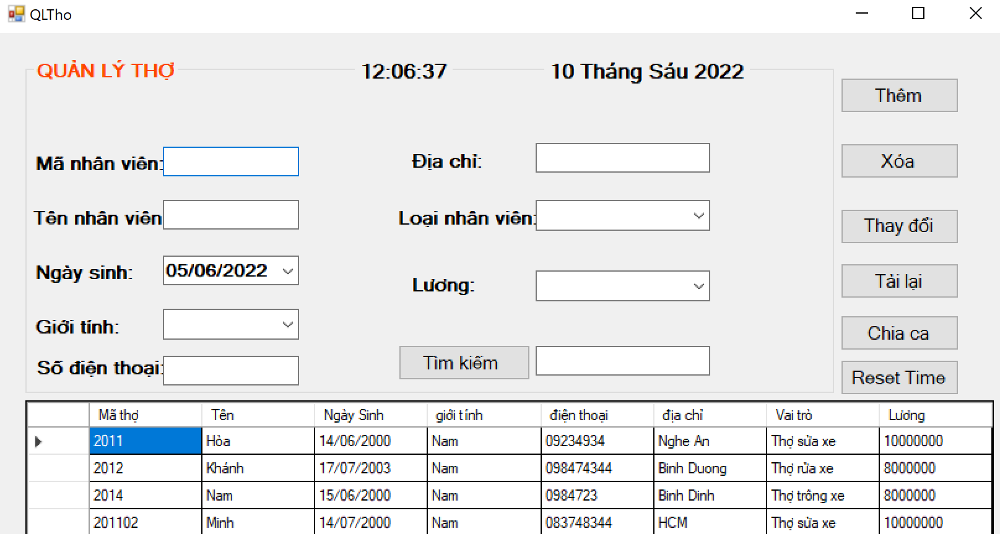 QLTho
QUẢN LÝ THỢ 12:06:37 10 Tháng Sáu 2022
Thêm
Mã nhân viên: Địa chỉ: Xóa
Tên nhân viên Loại nhân viên: Thay đổi
Ngày sinh: 05/06/2022 Lương: Tải lại
Giới tính: Chia ca
Số điện thoại: Tìm kiếm Reset Time
Mã thợ Tên Ngày Sinh giới tính điện thoại địa chỉ Vai trò Lương
2011 Hòa 14/06/2000 Nam 09234934 Nghe An Thợ sửa xe 10000000
2012 Khánh 17/07/2003 Nam 098474344 Binh Duong Thợ rửa xe 8000000
2014 Nam 15/06/2000 Nam 0984723 Binh Dinh Thợ trông xe 8000000
201102 Minh 14/07/2000 Nam 083748344 HCM Thợ sửa xe 10000000